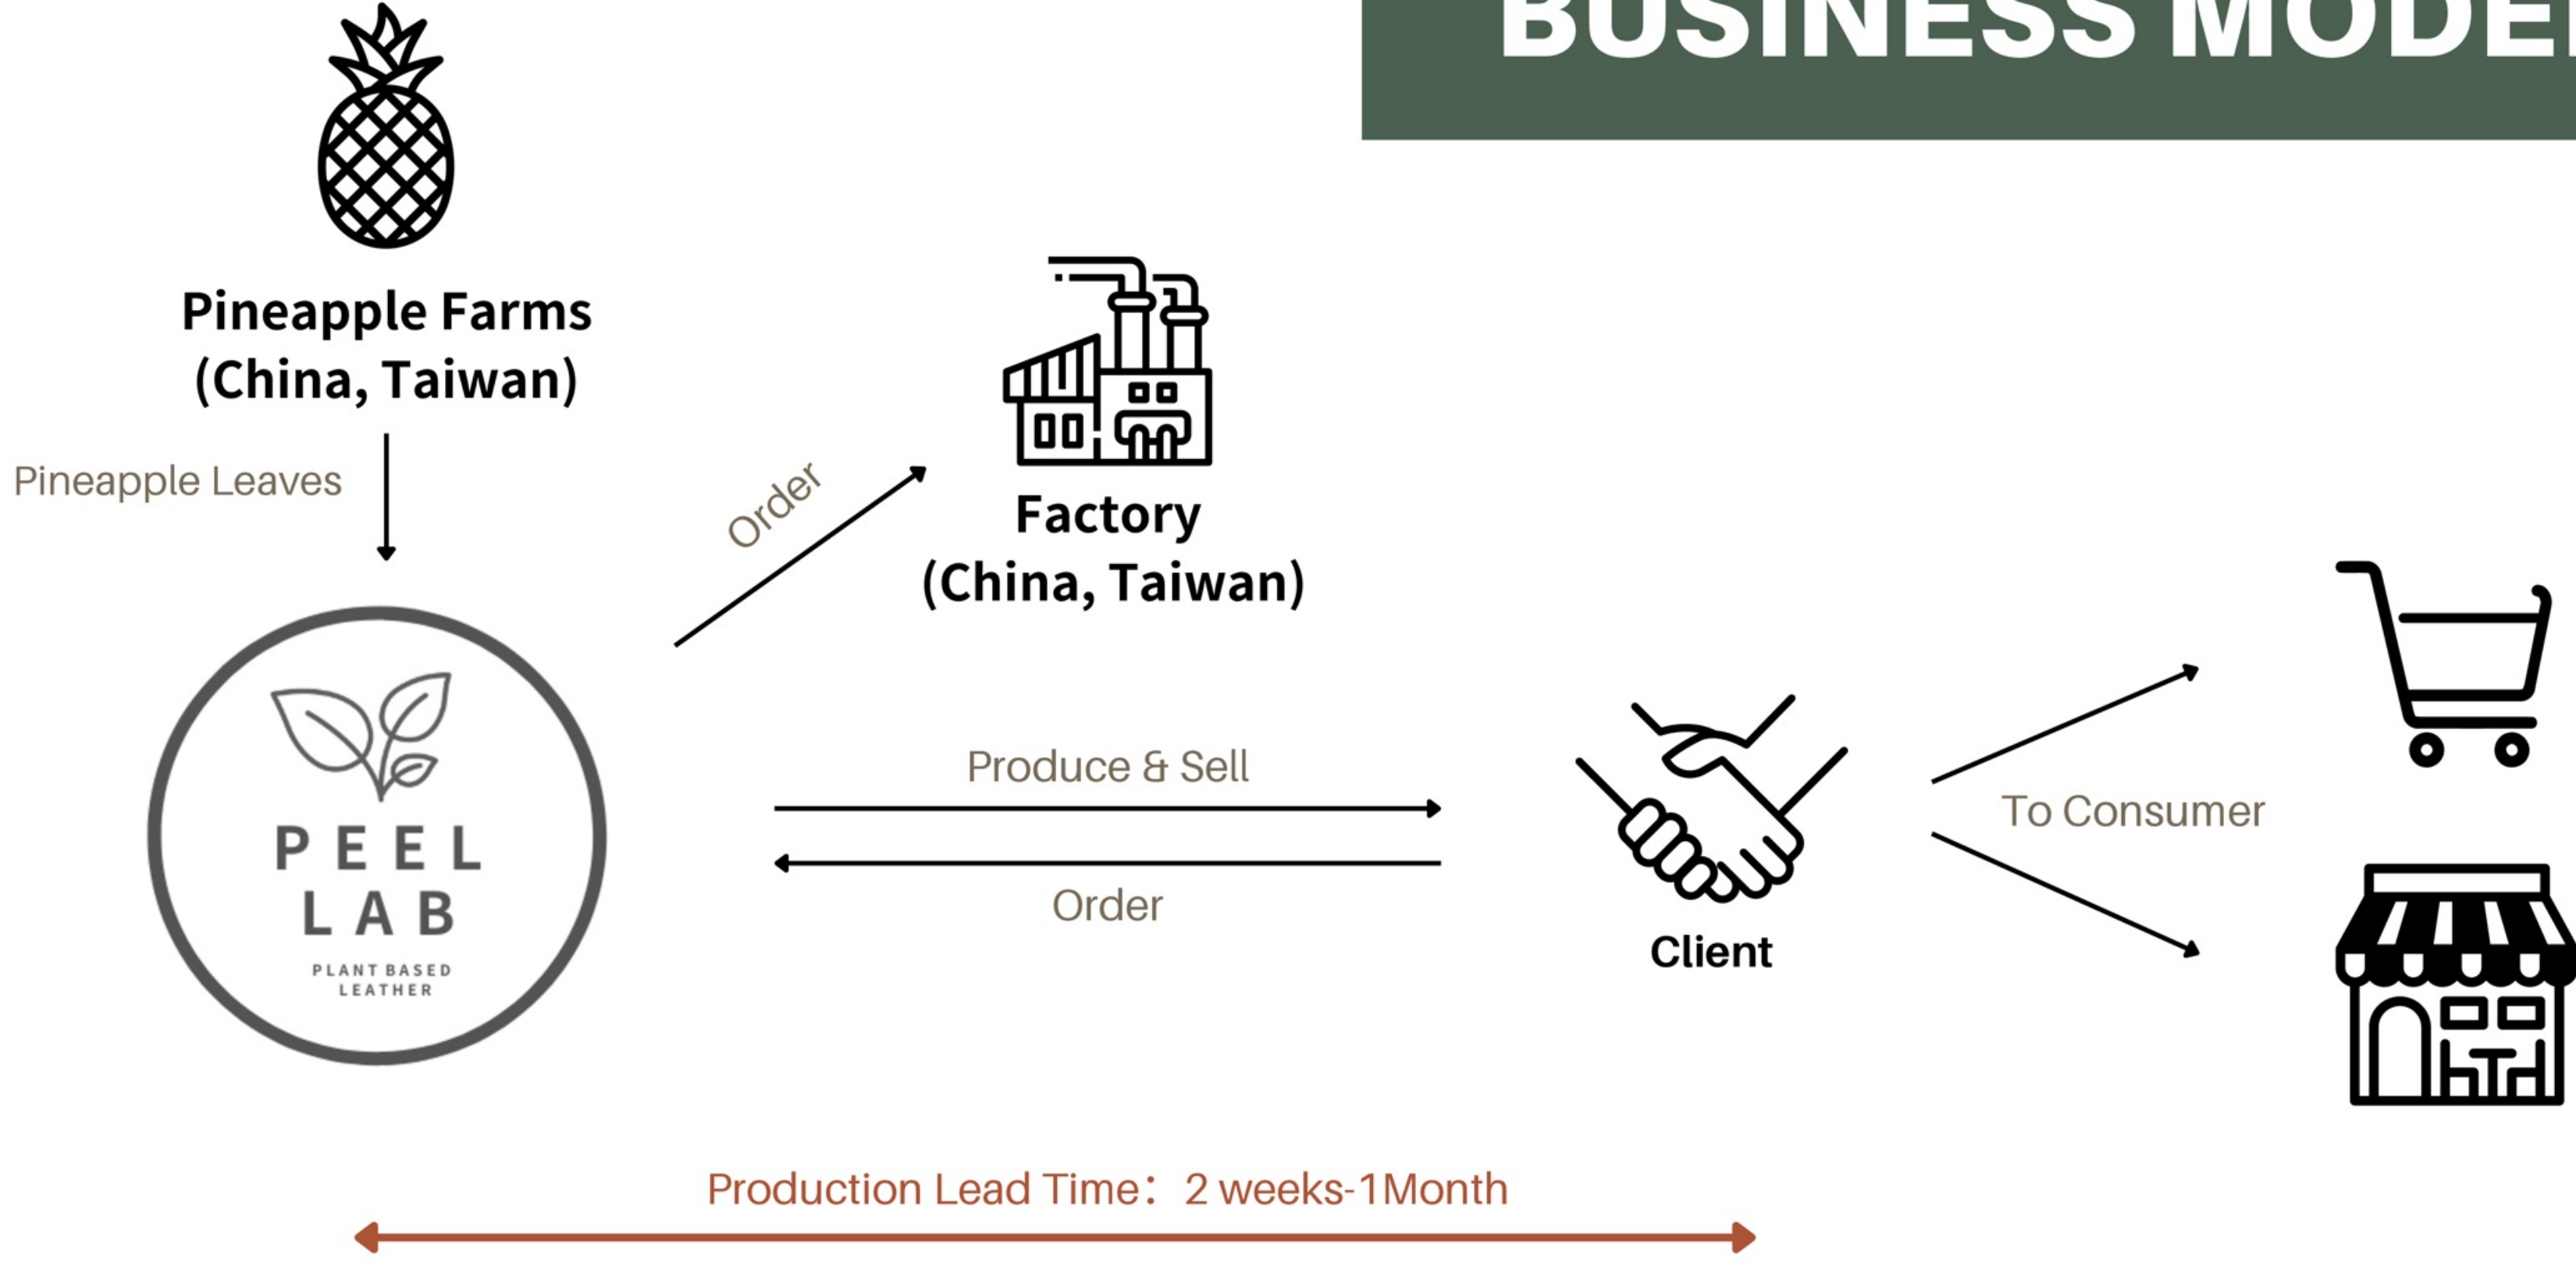 BUSINESS MODEL
Pineapple Farms
(China, Taiwan)
Pineapple Leaves
Order
Factory
(China, Taiwan)
PEEL
LAB
PLANT BASED
LEATHER
Produce & Sell
Order
Client
To Consumer
Production Lead Time： 2 weeks-1Month